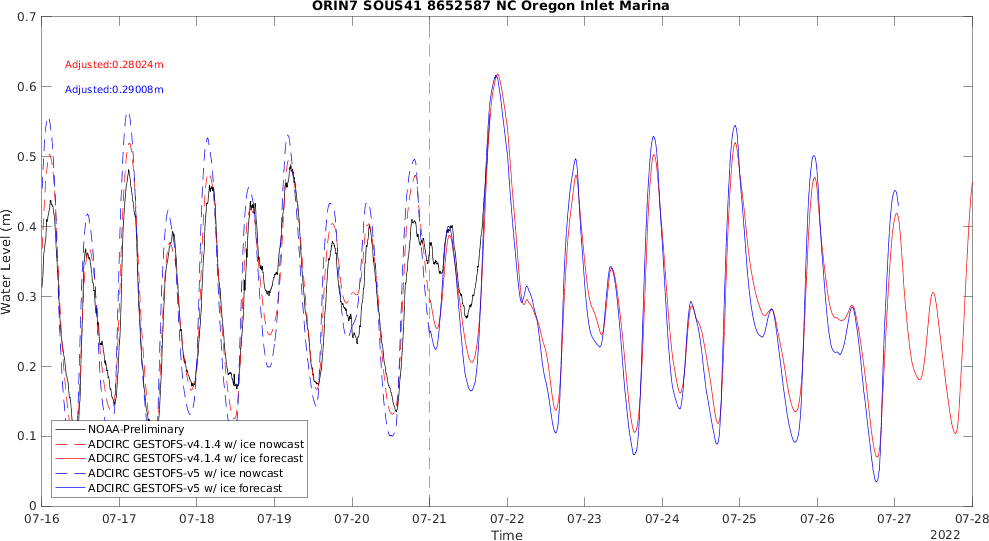 ORIN7 SOUS41 8652587 NC Oregon Inlet Marina
0.7
0.6
0.5
0.4
0.3
0.2
0.1
0
Water Level (m)
Adjusted:0.28024m
Adjusted:0.29008m
NOAA-Preliminary
ADCIRC GESTOFS-v4.1.4 w/ ice nowcast
ADCIRC GESTOFS-v4.1.4 w/ ice forecast
ADCIRC GESTOFS-v5 w/ ice nowcast
ADCIRC GESTOFS-v5 w/ ice forecast
07-16 07-17 07-18 07-19 07-20 07-21 07-22 07-23 07-24 07-25 07-26 07-27 07-28
Time
2022